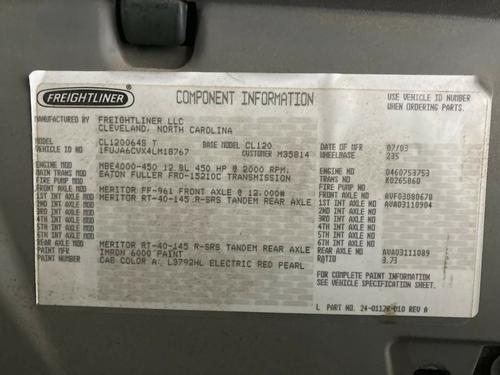 FREIGHTLINER COMPONENT INFORMATION USE VEHICLE ID NUMBER
WHEN ORDERING PARTS.
MANUFACTURED BY FREIGHTLINER LLC
CLEVELAND, NORTH CAROLINA
MODEL CL120064S T BASE MODEL CL120 DATE OF MFR 07/03
VEHICLE ID NO 1FUJA6CVX4LM18767 CUSTOMER M35814 WHEELBASE 235
ENGINE MOD MBE4000-450 12.8L 450 HP @ 2000 RPM; ENGINE NO 0460753753
TRANS MOD EATON FULLER FRO-15210C TRANSMISSION TRANS NO K0265860
FIRE PUMP MOD FIRE PUMP NO
FRONT AXLE MOD MERITOR FF-961 FRONT AXLE @ 12,000# FRONT AXLE NO AVF03080678
1ST INT AXLE MOD MERITOR RT-40-145 R-SRS TANDEM REAR AXLE 1ST INT AXLE NO AVA03110904
2ND INT AXLE MOD 2ND INT AXLE NO
3RD INT AXLE MOD 3RD INT AXLE NO
4TH INT AXLE MOD 4TH INT AXLE NO
5TH INT AXLE MOD 5TH INT AXLE NO
6TH INT AXLE MOD 6TH INT AXLE NO
REAR AXLE MOD MERITOR RT-40-145 R-SRS TANDEM REAR AXLE REAR AXLE NO AVA03111089
PAINT MFR IMRON 6000 PAINT RATIO 3.73
PAINT NUMBER CAB COLOR A: L3792HL ELECTRIC RED PEARL
FOR COMPLETE PAINT INFORMATION
SEE VEHICLE SPECIFICATION SHEET.
L PART NO. 24-01128-010 REV A